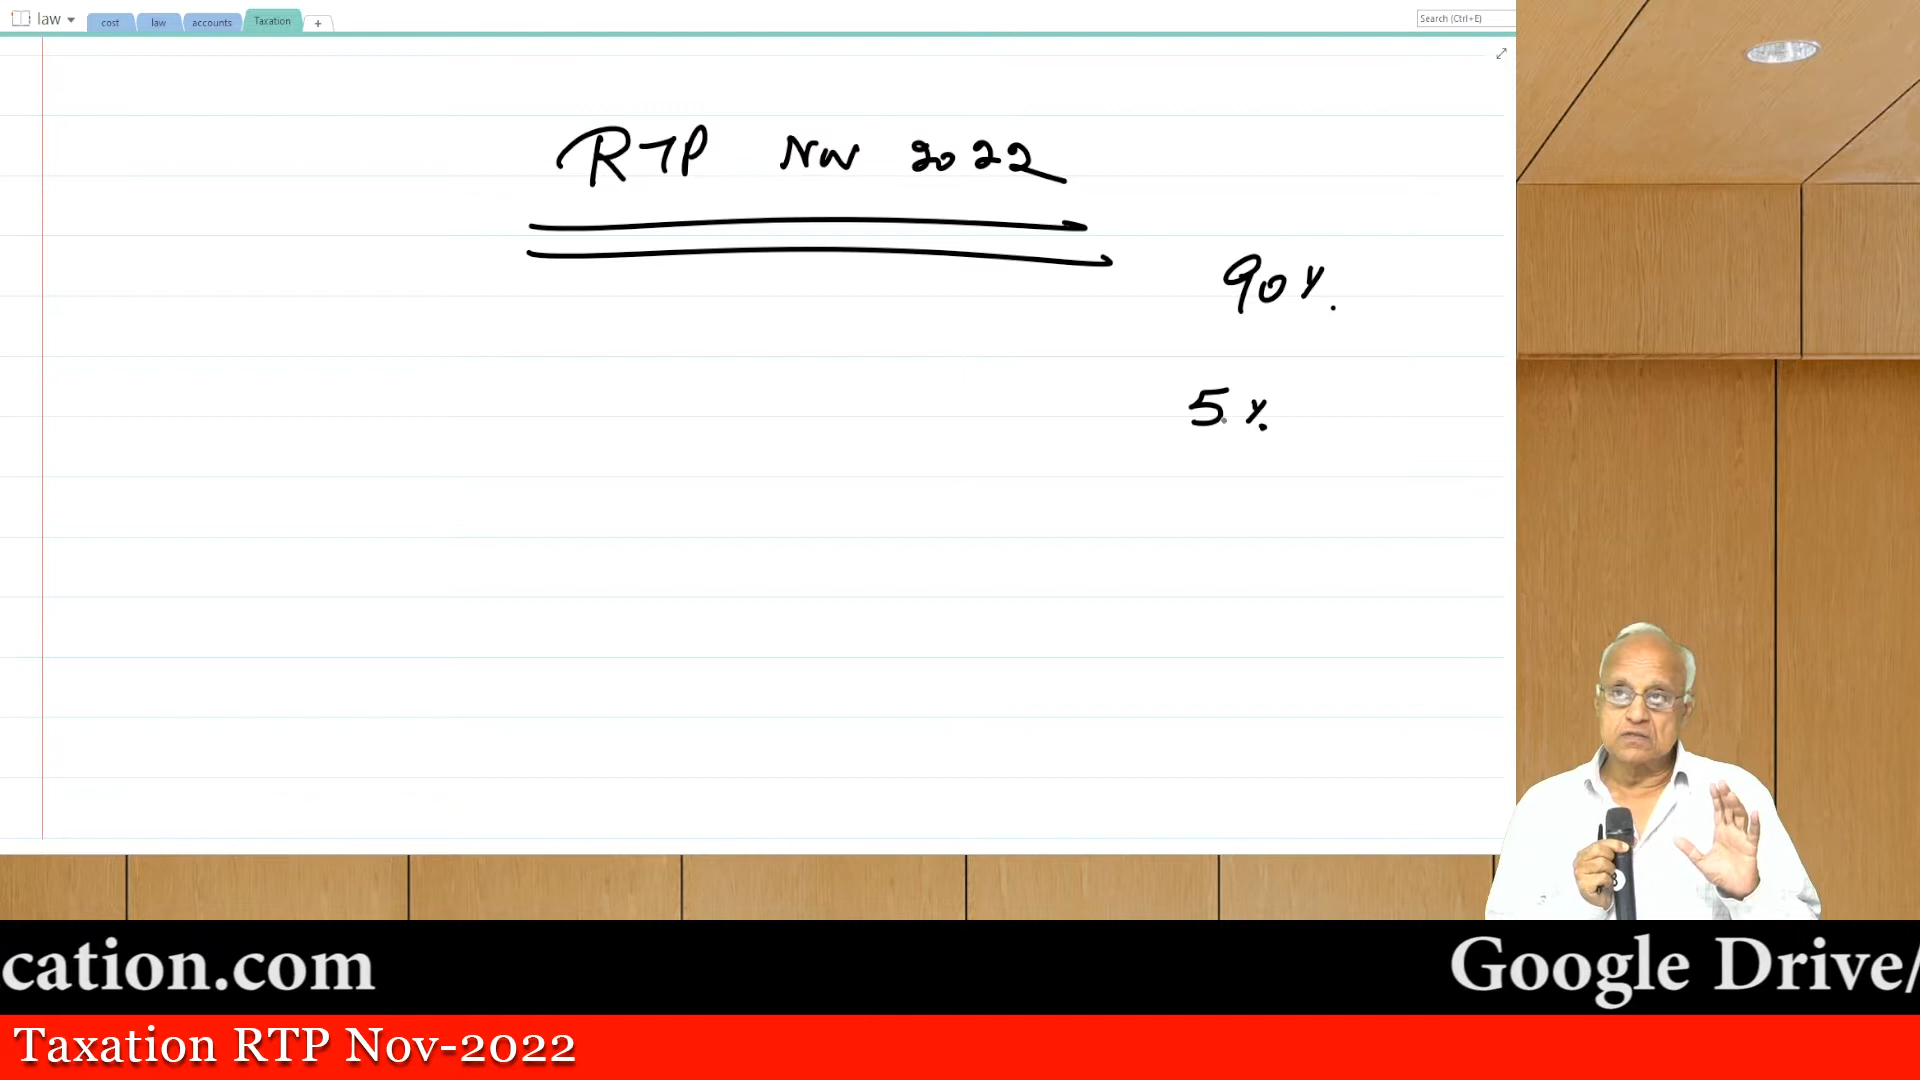 law cost law accounts Taxation + Search (Ctrl+E)
RTP Nov 2022
90%.
5%.
cation.com Google Drive/
Taxation RTP Nov-2022